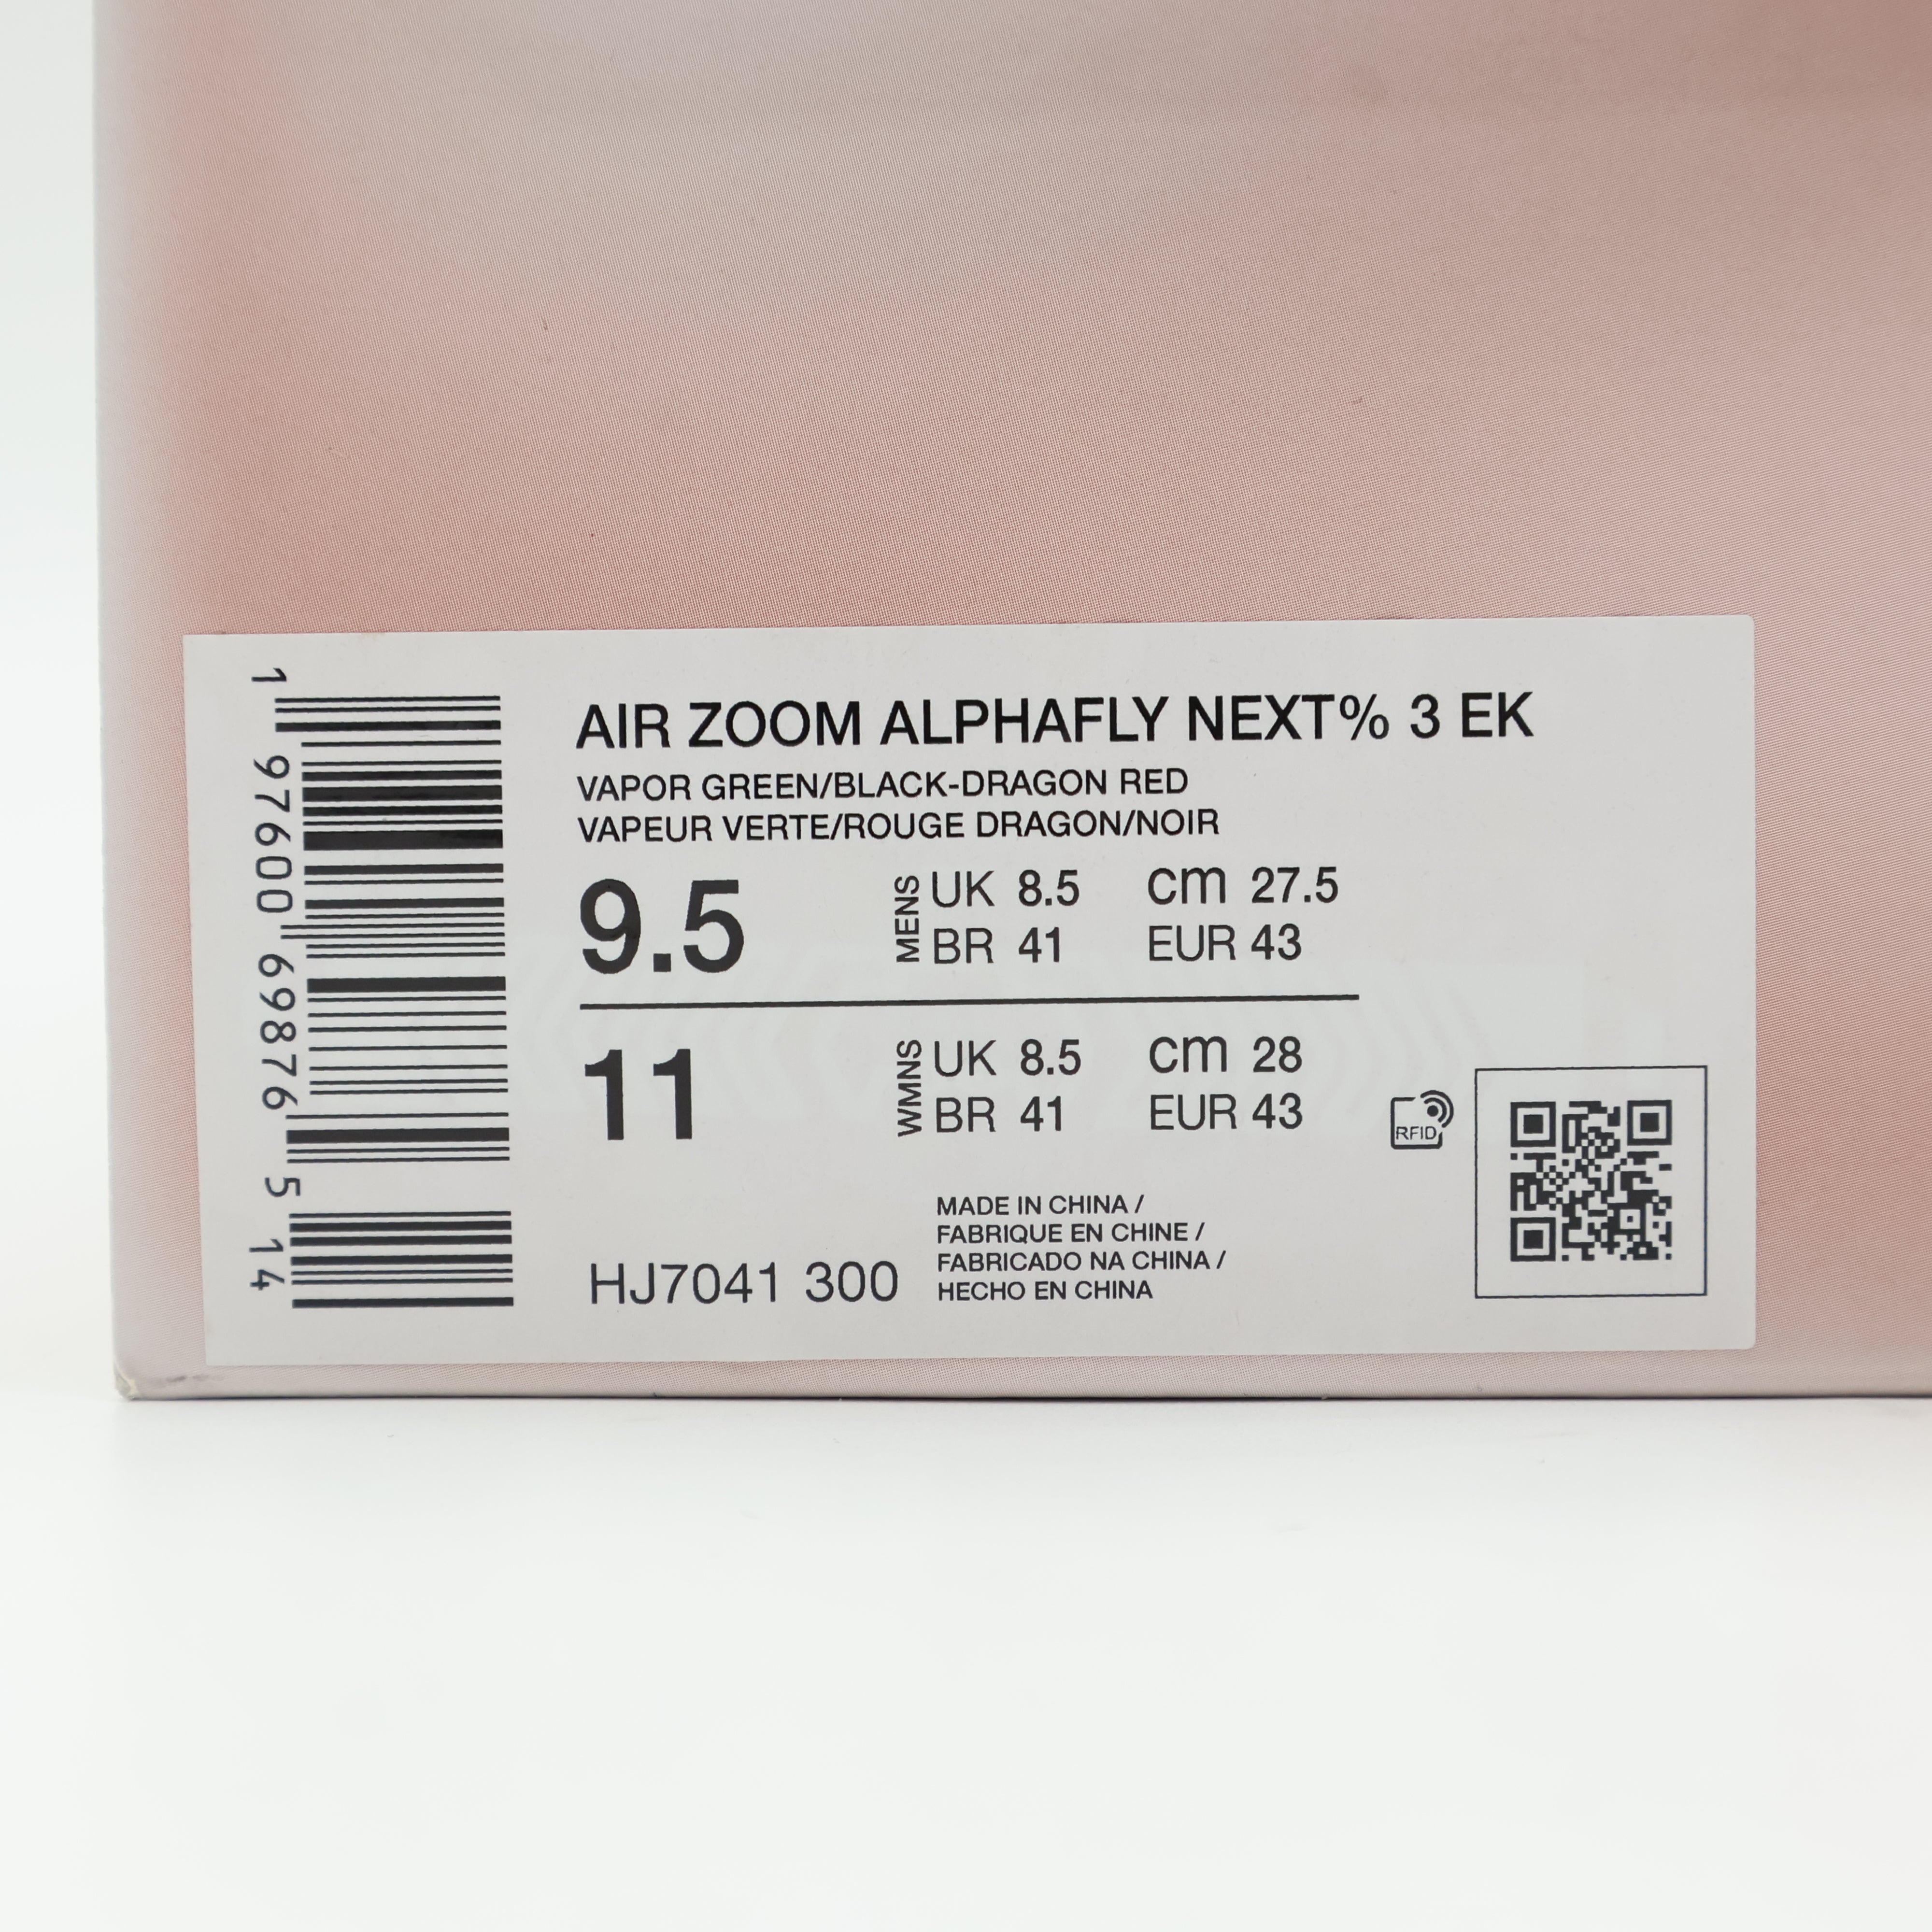 1 97600 69876 5 14
AIR ZOOM ALPHAFLY NEXT% 3 EK
VAPOR GREEN/BLACK-DRAGON RED
VAPEUR VERTE/ROUGE DRAGON/NOIR
9.5 MENS UK 8.5 cm 27.5
BR 41 EUR 43
11 WMNS UK 8.5 cm 28
BR 41 EUR 43
RFID
MADE IN CHINA /
FABRIQUE EN CHINE /
FABRICADO NA CHINA /
HECHO EN CHINA
HJ7041 300